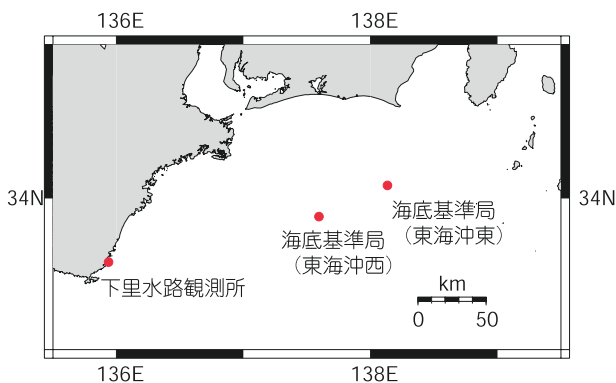 136E 138E
34N 34N
海底基準局
（東海沖東）
海底基準局
（東海沖西）
下里水路観測所
km
0 50
136E 138E